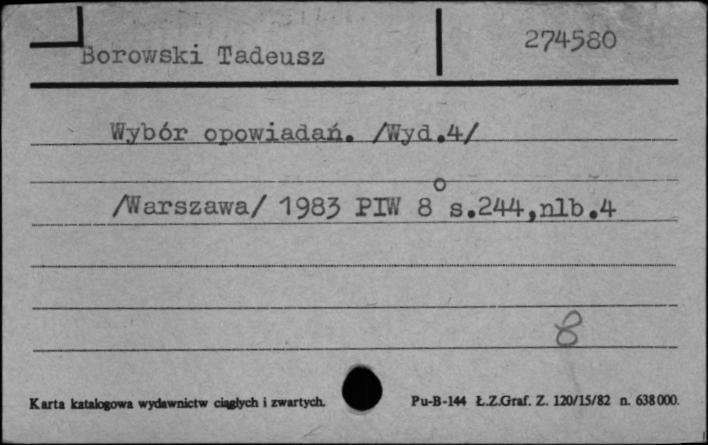 Borowski Tadeusz 274580
Wybór opowiadań. /Wyd.4/
/Warszawa/ 1983 PIW 8° s.244,nlb.4
8
Karta katalogowa wydawnictw ciągłych i zwartych. Pu-B-144 Ł.Z.Graf. Z. 120/15/82 n. 638000.